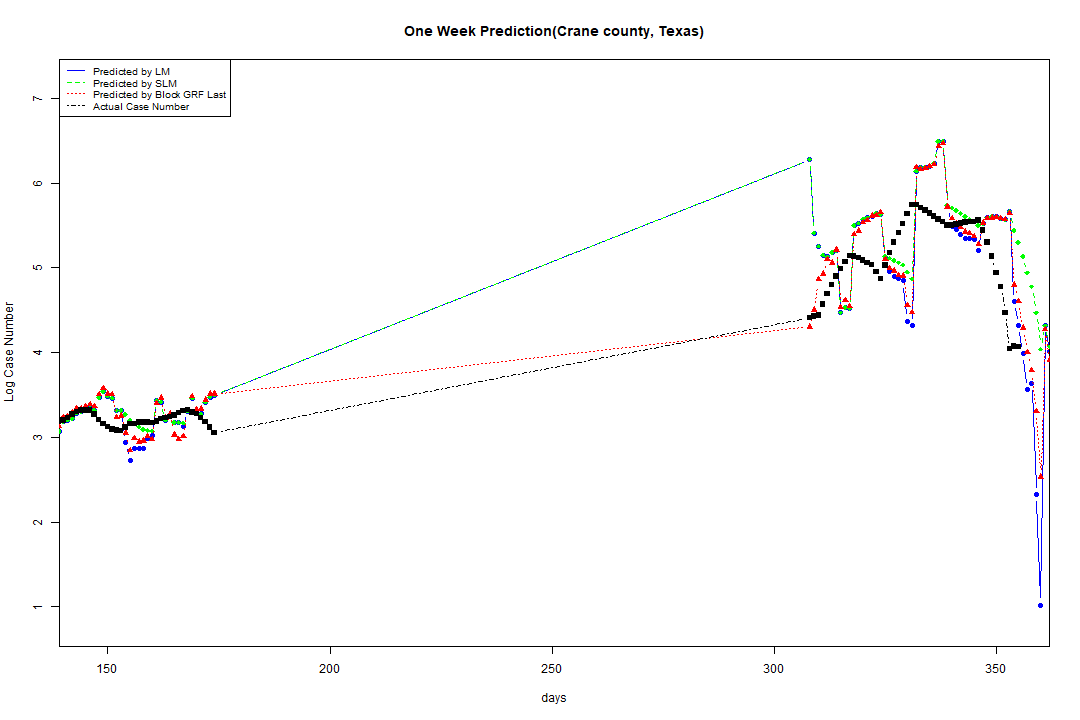 One Week Prediction(Crane county, Texas)
Predicted by LM
Predicted by SLM
Predicted by Block GRF Last
Actual Case Number
7
6
5
4
3
2
1
Log Case Number
150 200 250 300 350
days